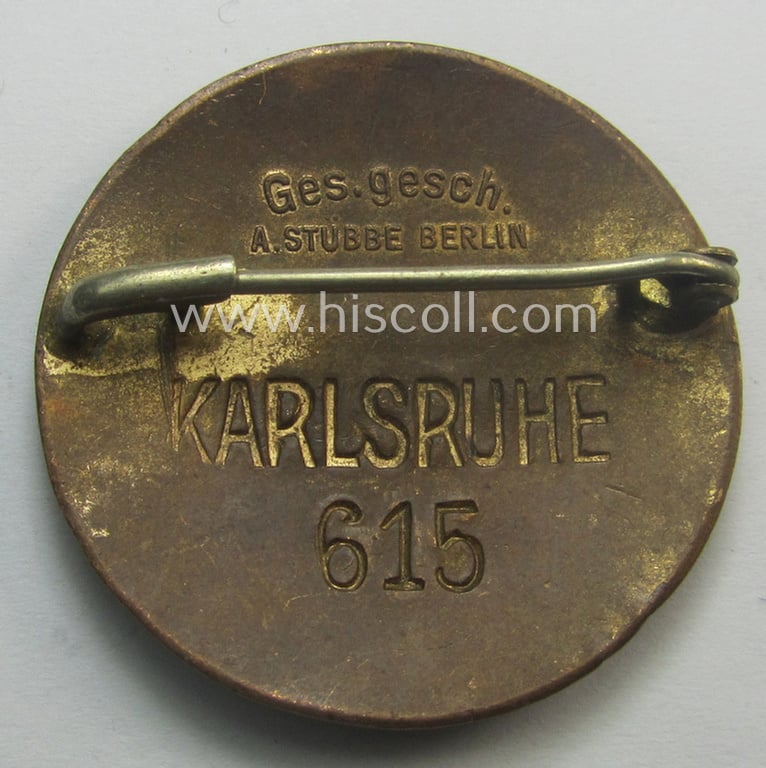 Ges.gesch.
A.STÜBBE BERLIN
www.hiscoll.com
KARLSRUHE
615